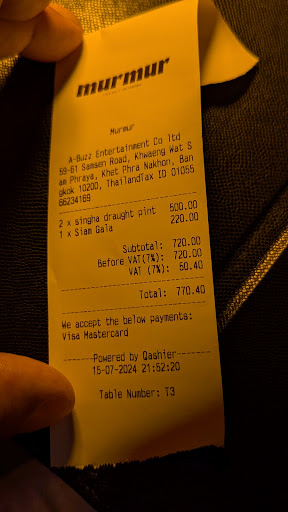 murmur
Murmur
A-Buzz Entertainment Co ltd
59-61 Samsen Road, Khwaeng Wat S
am Phraya, Khet Phra Nakhon, Ban
gkok 10200, ThailandTax ID 01055
66234169
2 x singha draught pint 500.00
1 x Siam Gala 220.00
Subtotal: 720.00
Before VAT(7%): 720.00
VAT (7%): 50.40
Total: 770.40
We accept the below payments:
Visa Mastercard
Powered by Qashier
15-07-2024 21:52:20
Table Number: T3